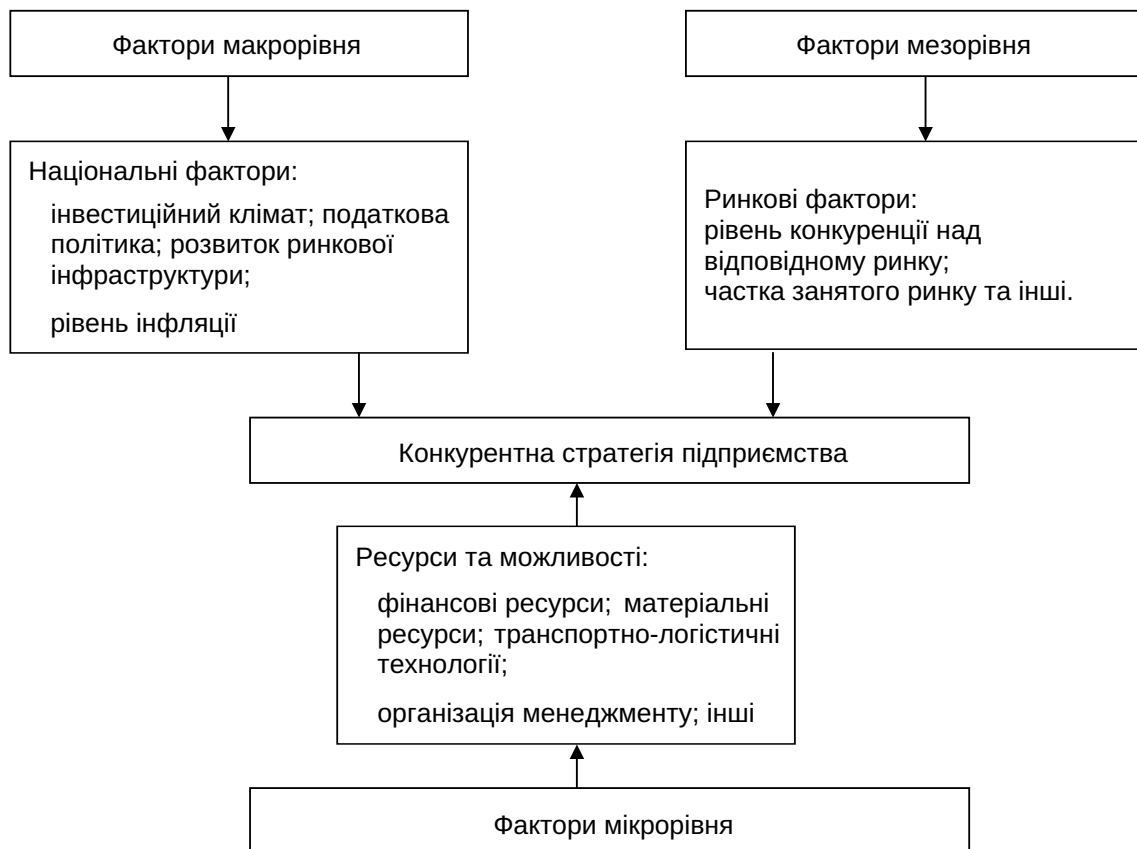 Фактори макрорівня
Фактори мезорівня
Національні фактори:
інвестиційний клімат; податкова
політика; розвиток ринкової
інфраструктури;
рівень інфляції
Ринкові фактори:
рівень конкуренції над
відповідному ринку;
частка занятого ринку та інші.
Конкурентна стратегія підприємства
Ресурси та можливості:
фінансові ресурси; матеріальні
ресурси; транспортно-логістичні
технології;
організація менеджменту; інші
Фактори мікрорівня